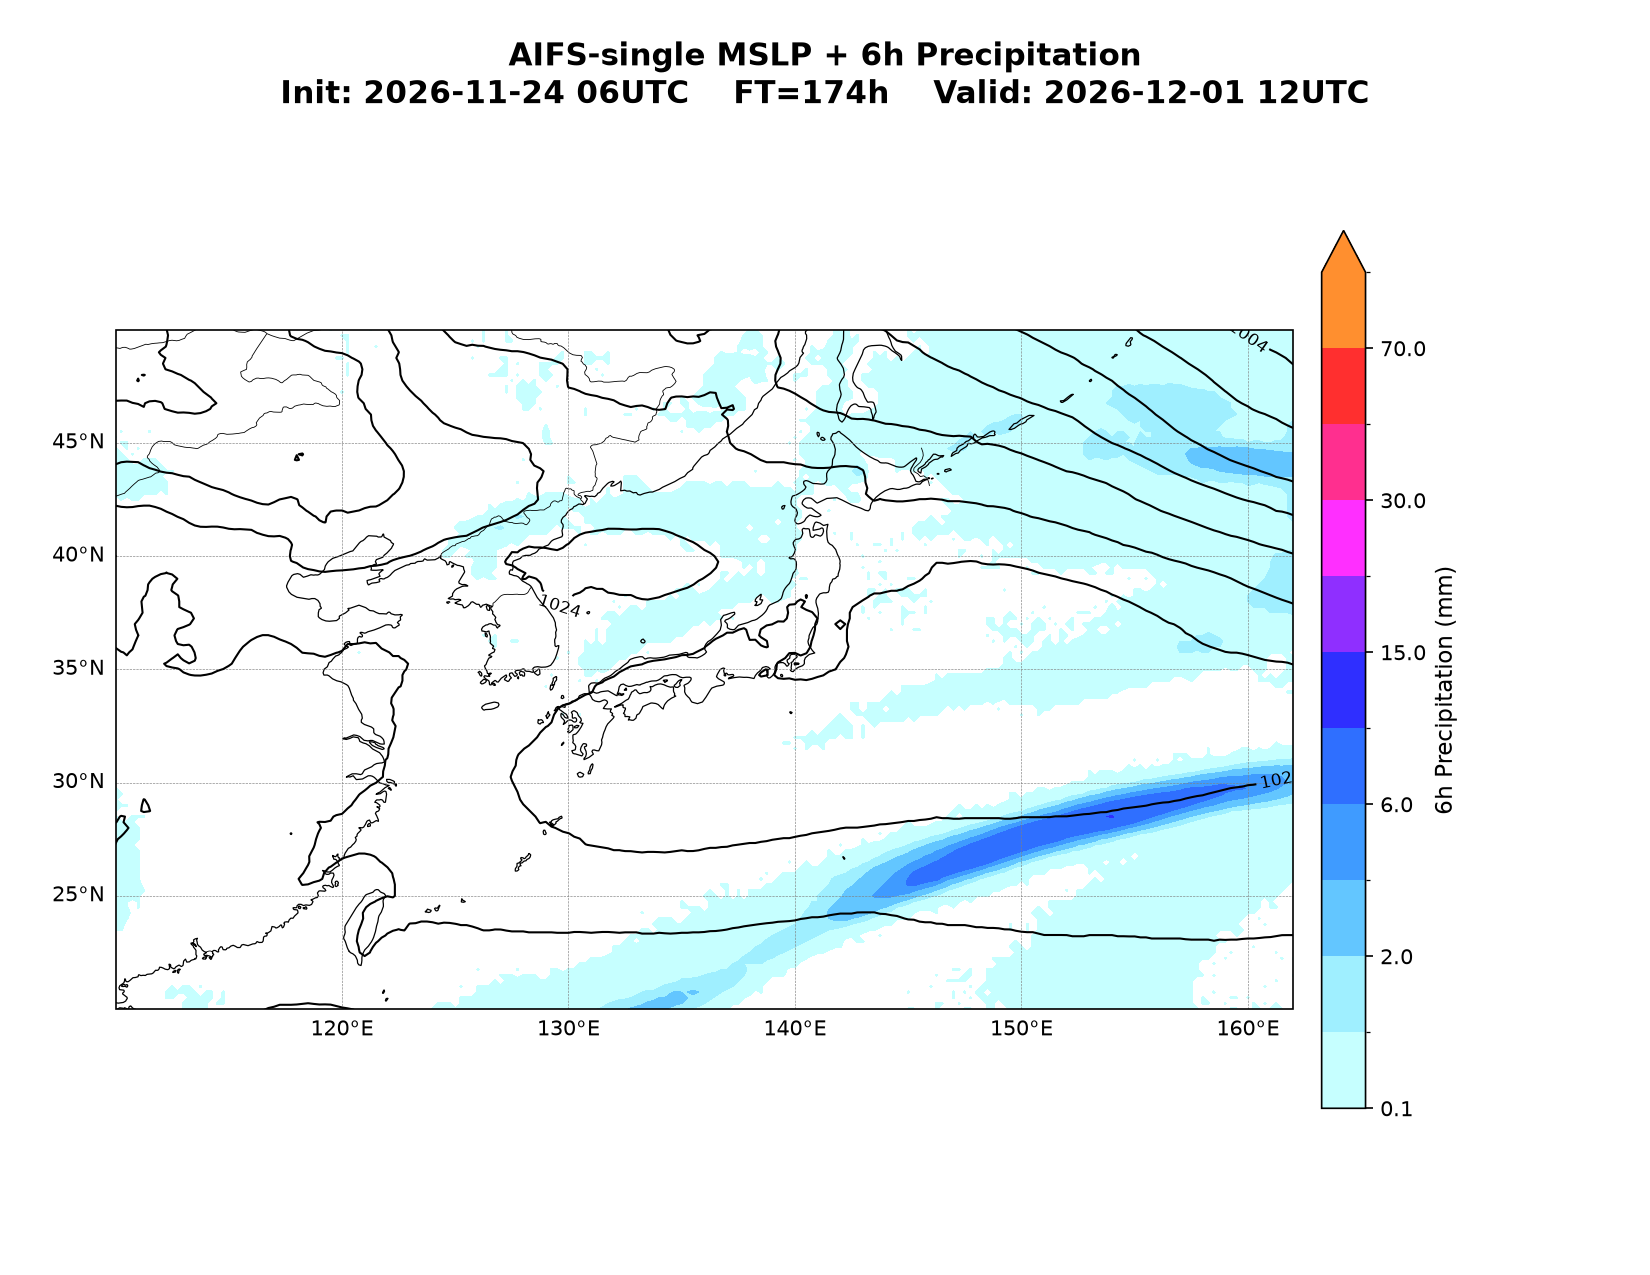 AIFS-single MSLP + 6h Precipitation
Init: 2026-11-24 06UTC    FT=174h    Valid: 2026-12-01 12UTC
1004
1024
102
45°N
40°N
35°N
30°N
25°N
120°E
130°E
140°E
150°E
160°E
70.0
30.0
15.0
6.0
2.0
0.1
6h Precipitation (mm)